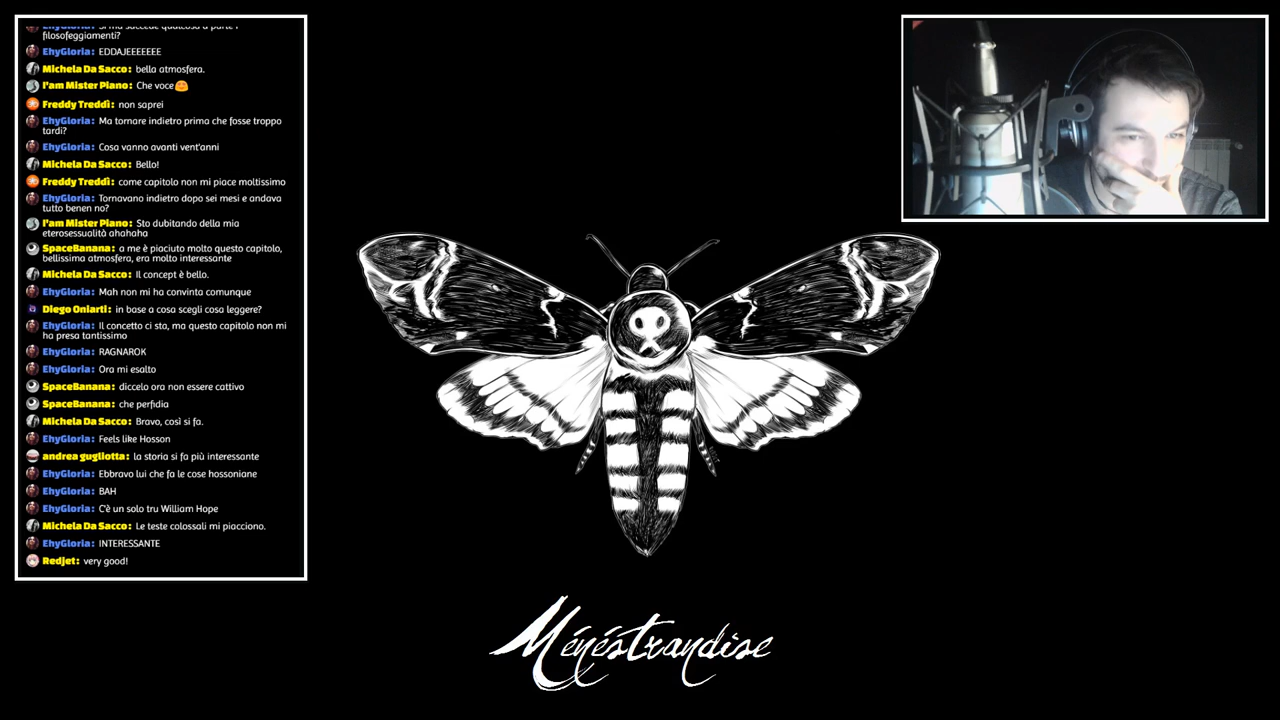 EhyGloria: Si ma succede qualcosa a parte i
filosofeggiamenti?
EhyGloria: EDDAJEEEEEEE
Michela Da Sacco: bella atmosfera.
I'am Mister Piano: Che voce
Freddy Treddì: non saprei
EhyGloria: Ma tornare indietro prima che fosse troppo
tardi?
EhyGloria: Cosa vanno avanti vent'anni
Michela Da Sacco: Bello!
Freddy Treddì: come capitolo non mi piace moltissimo
EhyGloria: Tornavano indietro dopo sei mesi e andava
tutto benen no?
I'am Mister Piano: Sto dubitando della mia
eterosessualità ahahaha
SpaceBanana: a me è piaciuto molto questo capitolo,
bellissima atmosfera, era molto interessante
Michela Da Sacco: Il concept è bello.
EhyGloria: Mah non mi ha convinta comunque
Diego Oniarti: in base a cosa scegli cosa leggere?
EhyGloria: Il concetto ci sta, ma questo capitolo non mi
ha presa tantissimo
EhyGloria: RAGNAROK
EhyGloria: Ora mi esalto
SpaceBanana: diccelo ora non essere cattivo
SpaceBanana: che perfidia
Michela Da Sacco: Bravo, così si fa.
EhyGloria: Feels like Hosson
andrea gugliotta: la storia si fa più interessante
EhyGloria: Ebbravo lui che fa le cose hossoniane
EhyGloria: BAH
EhyGloria: C'è un solo tru William Hope
Michela Da Sacco: Le teste colossali mi piacciono.
EhyGloria: INTERESSANTE
RedJet: very good!
Ménéstrandise